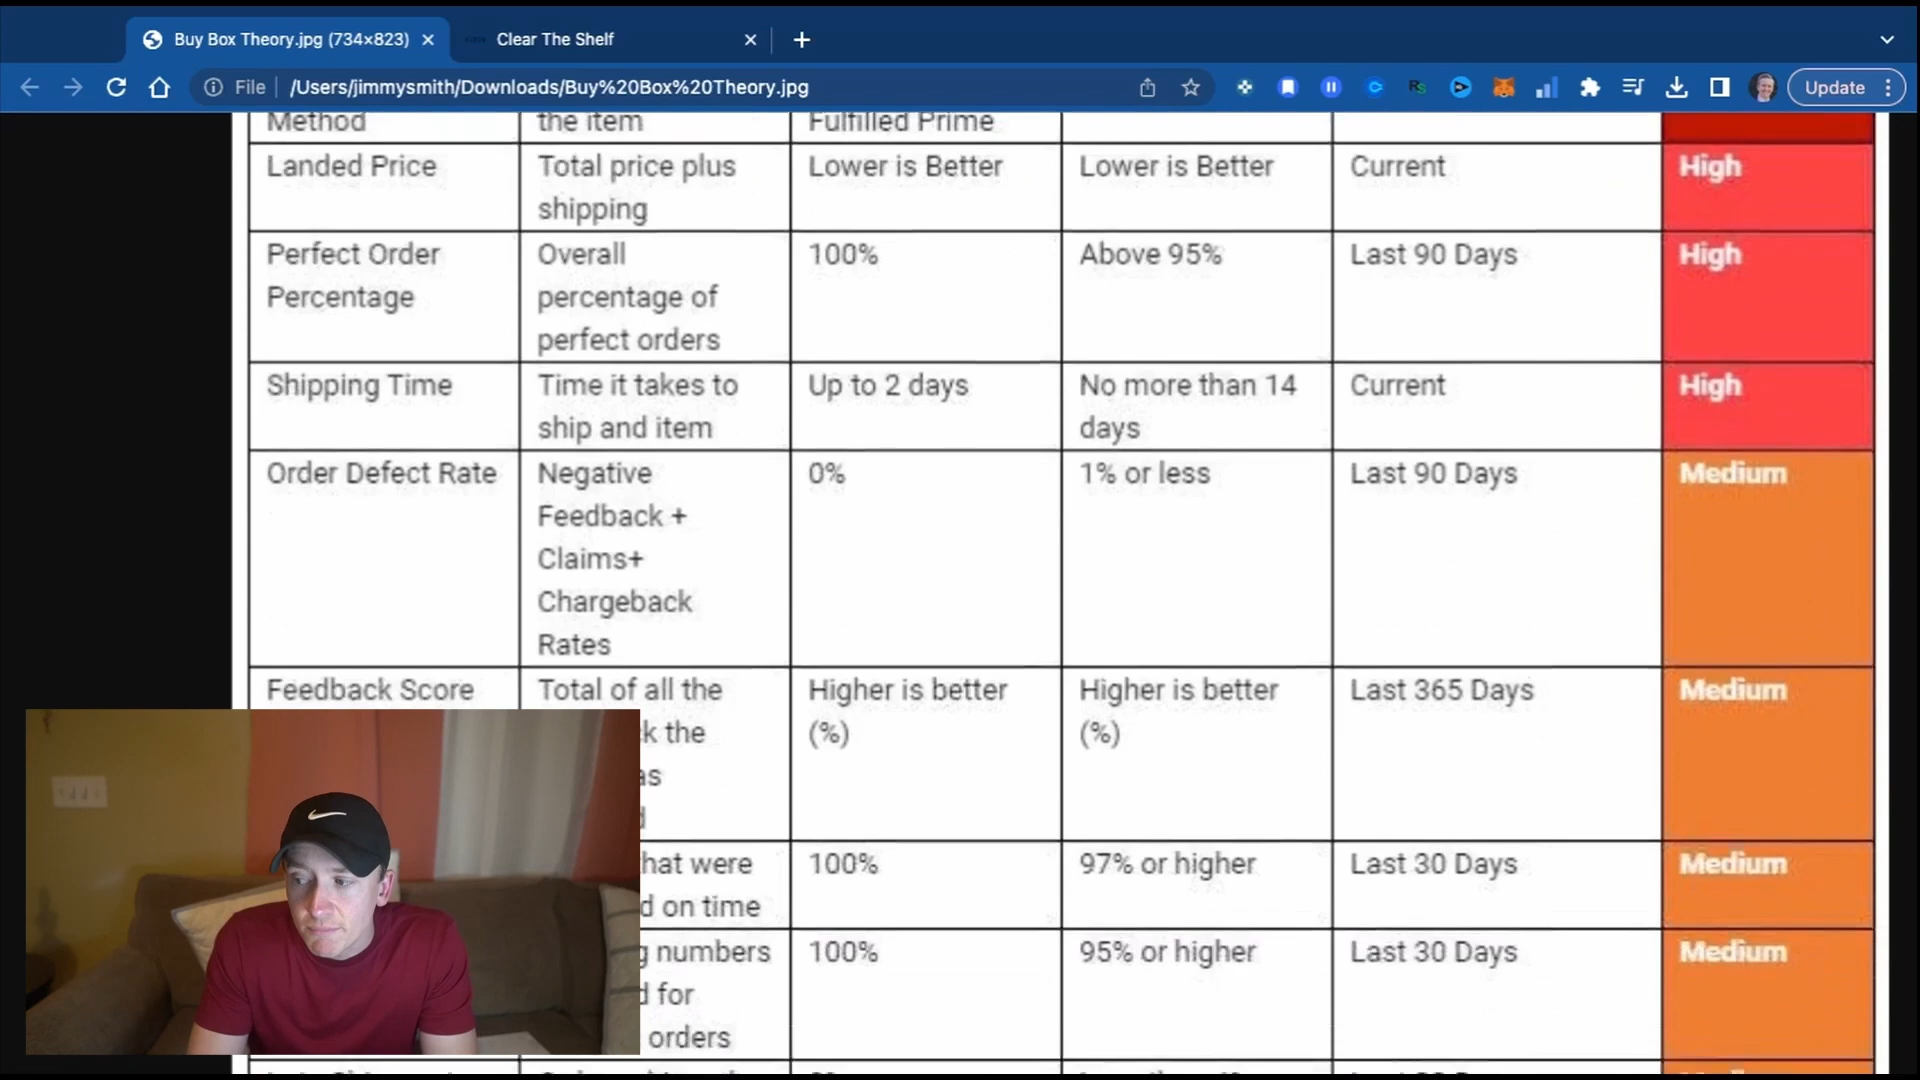 Buy Box Theory.jpg (734×823)
Clear The Shelf
File
/Users/jimmysmith/Downloads/Buy%20Box%20Theory.jpg
Update
Method
the item
Fulfilled Prime
Landed Price
Total price plus
shipping
Lower is Better
Lower is Better
Current
High
Perfect Order
Percentage
Overall
percentage of
perfect orders
100%
Above 95%
Last 90 Days
High
Shipping Time
Time it takes to
ship and item
Up to 2 days
No more than 14
days
Current
High
Order Defect Rate
Negative
Feedback +
Claims+
Chargeback
Rates
0%
1% or less
Last 90 Days
Medium
Feedback Score
Total of all the
k the
as
Higher is better
(%)
Higher is better
(%)
Last 365 Days
Medium
hat were
d on time
100%
97% or higher
Last 30 Days
Medium
g numbers
d for
orders
100%
95% or higher
Last 30 Days
Medium